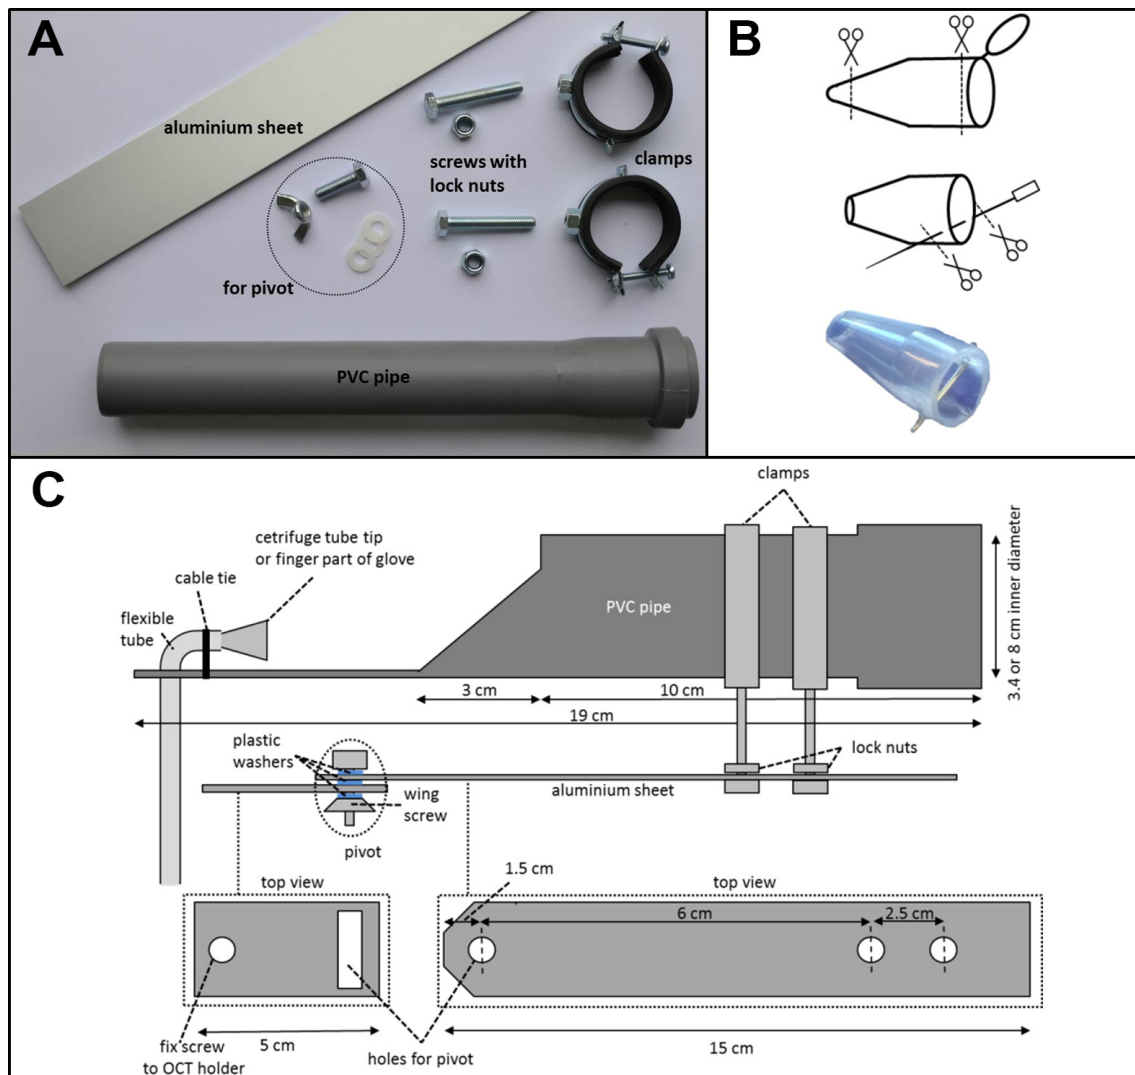 A
aluminium sheet
screws with
lock nuts
clamps
for pivot
PVC pipe
B
C
clamps
cetrifuge tube tip
or finger part of glove
cable tie
flexible
tube
PVC pipe
3.4 or 8 cm inner diameter
3 cm
10 cm
19 cm
plastic
washers
lock nuts
wing
screw
aluminium sheet
pivot
1.5 cm
top view
top view
6 cm
2.5 cm
fix screw
to OCT holder
5 cm
holes for pivot
15 cm